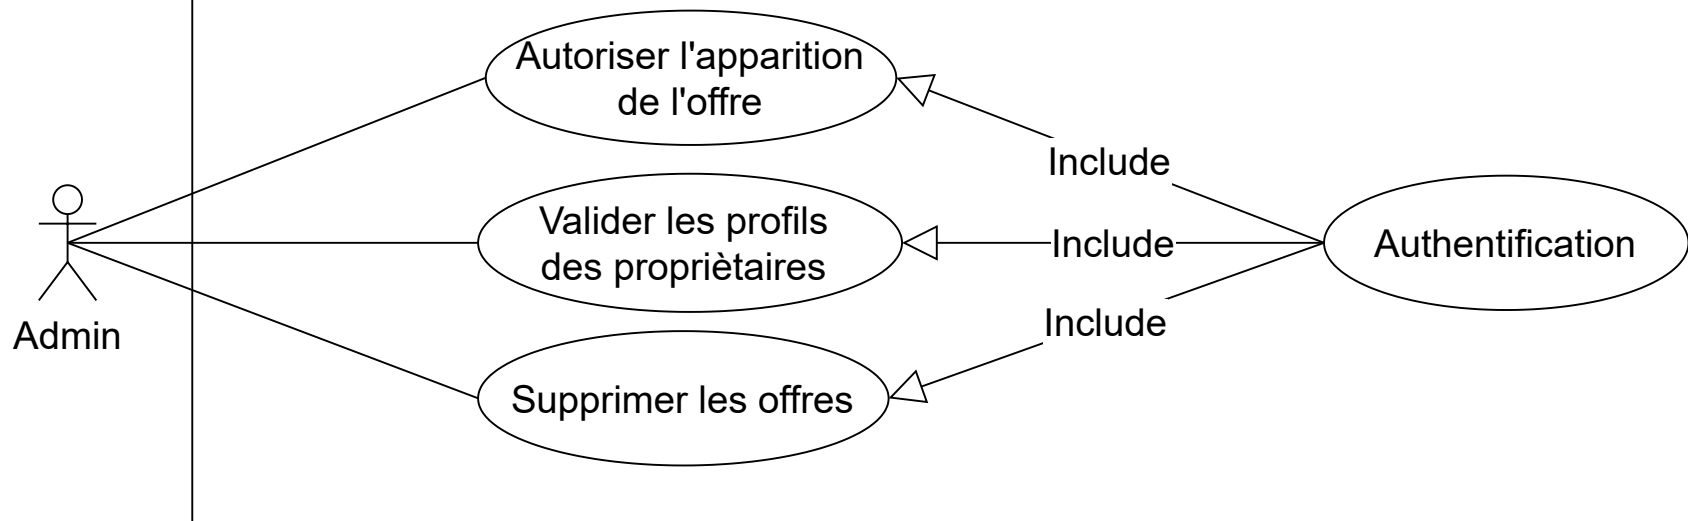 Autoriser l'apparition
de l'offre
Include
Valider les profils
des propriètaires
Include
Authentification
Include
Admin
Supprimer les offres